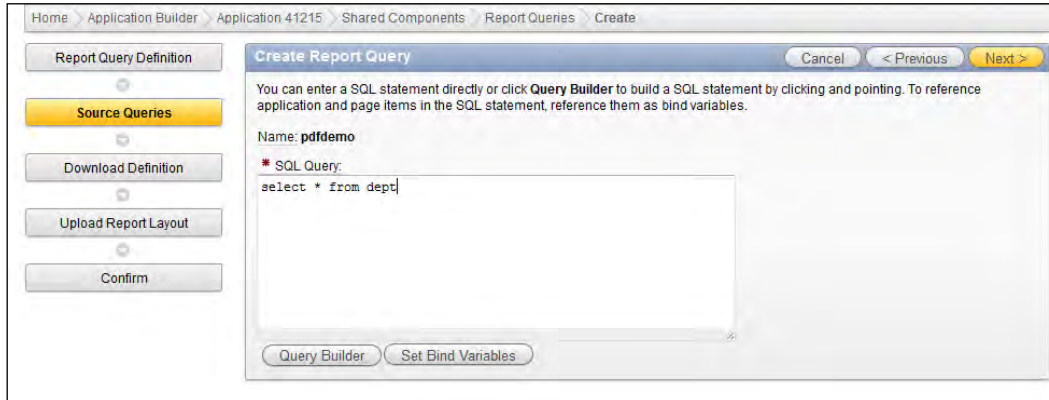 Home Application Builder Application 41215 Shared Components Report Queries Create
Report Query Definition
Source Queries
Download Definition
Upload Report Layout
Confirm
Create Report Query
Cancel < Previous Next >
You can enter a SQL statement directly or click Query Builder to build a SQL statement by clicking and pointing. To reference
application and page items in the SQL statement, reference them as bind variables.
Name: pdfdemo
* SQL Query:
select * from dept
Query Builder Set Bind Variables